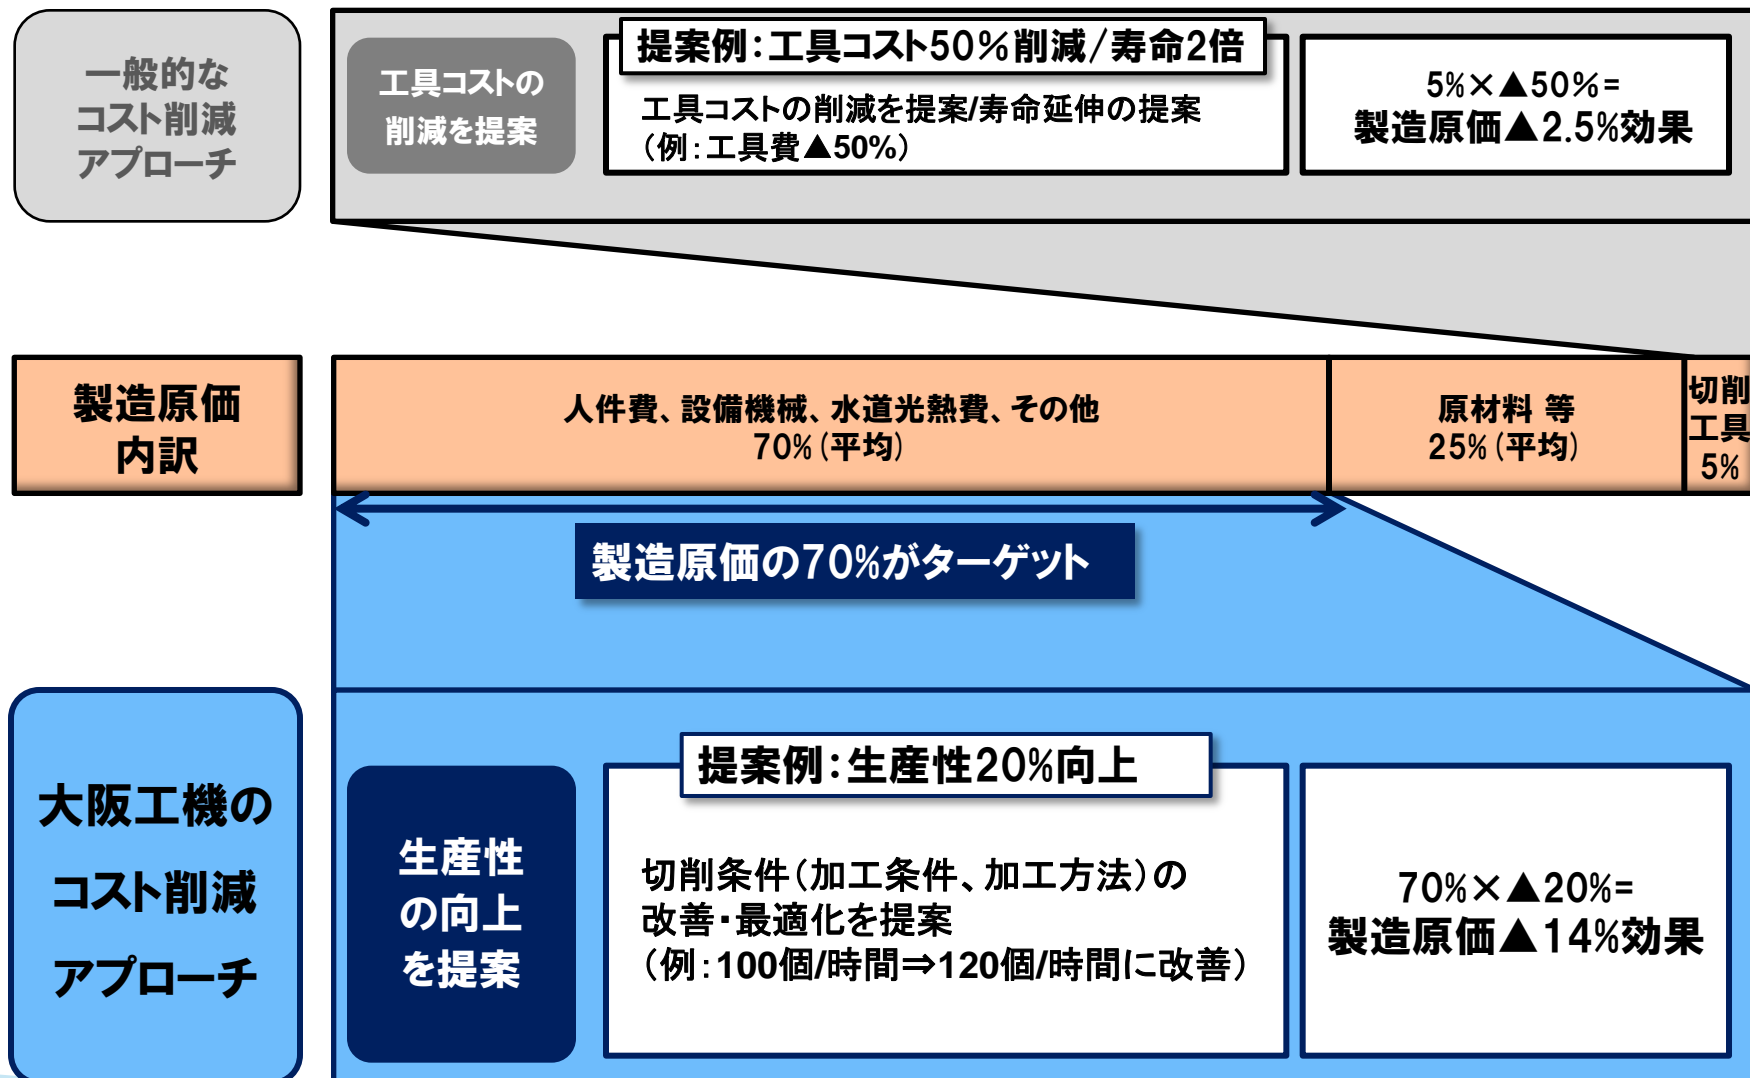 一般的な
コスト削減
アプローチ
工具コストの
削減を提案
提案例：工具コスト50％削減/寿命2倍
工具コストの削減を提案/寿命延伸の提案
（例：工具費▲50%）
5%×▲50%=
製造原価▲2.5%効果
製造原価
内訳
人件費、設備機械、水道光熱費、その他
70%（平均）
原材料 等
25%（平均）
切削
工具
5%
製造原価の70%がターゲット
大阪工機の
コスト削減
アプローチ
生産性
の向上
を提案
提案例：生産性20%向上
切削条件（加工条件、加工方法）の
改善・最適化を提案
（例：100個/時間⇒120個/時間に改善）
70%×▲20%=
製造原価▲14%効果